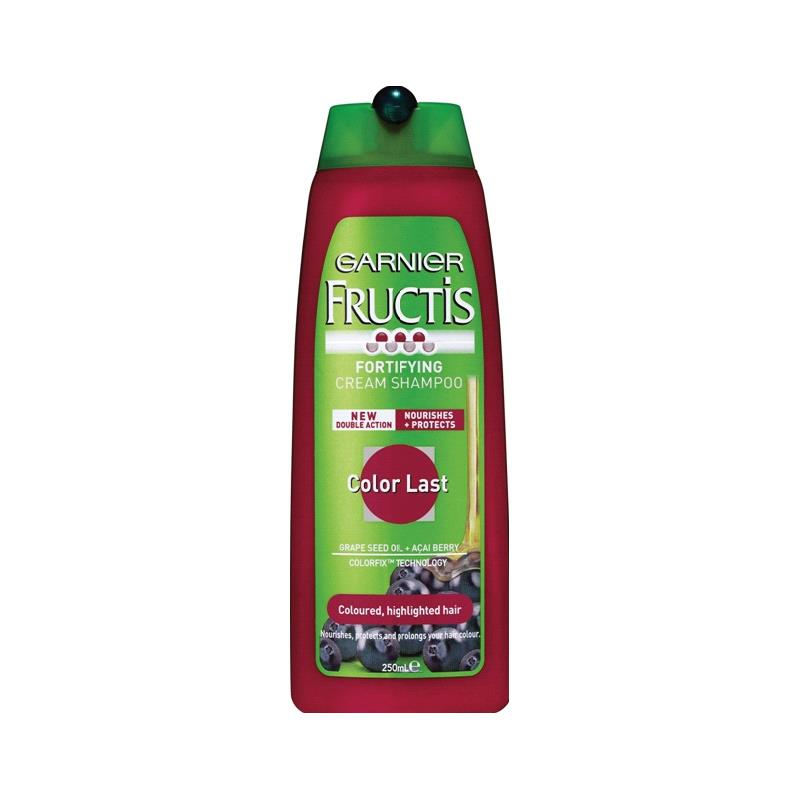 GARNIER
FRUCTIS
FORTIFYING
CREAM SHAMPOO
NEW
DOUBLE ACTION
NOURISHES
+ PROTECTS
Color Last
GRAPE SEED OIL + AÇAI BERRY
COLORFIX™ TECHNOLOGY
Coloured, highlighted hair
Nourishes, protects and prolongs your hair colour.
250mL℮